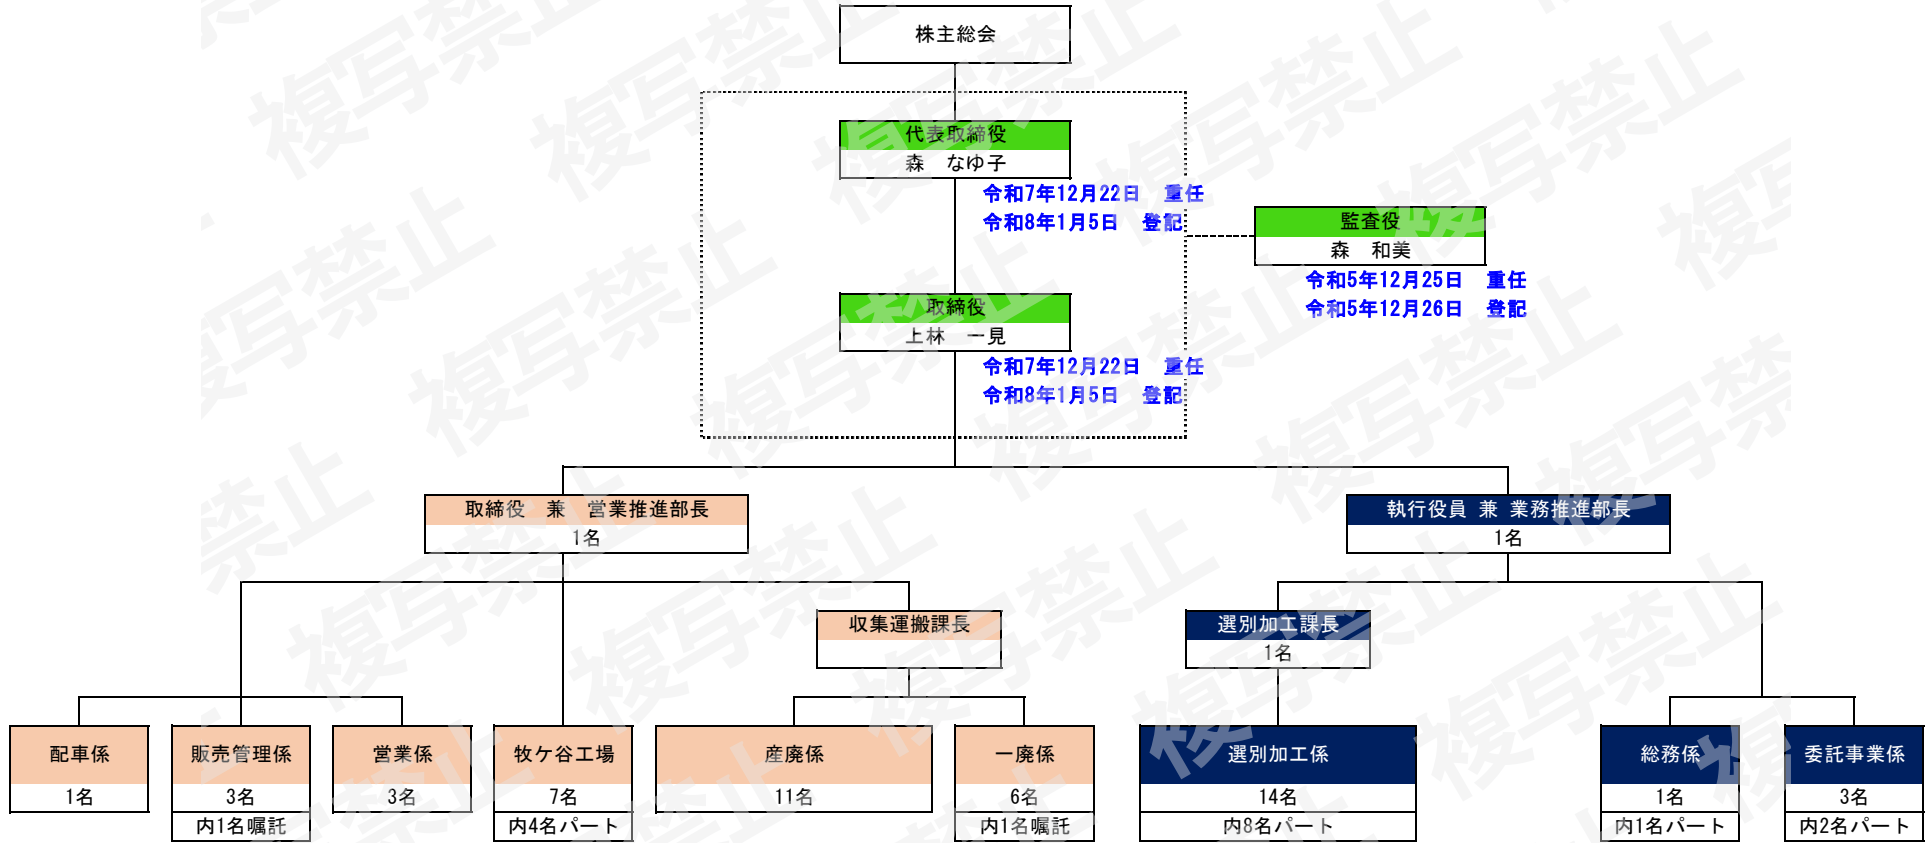 株主総会
代表取締役
森　なゆ子
令和7年12月22日　重任
令和8年1月5日　登記
監査役
森　和美
令和5年12月25日　重任
令和5年12月26日　登記
取締役
上林　一見
令和7年12月22日　重任
令和8年1月5日　登記
取締役　兼　営業推進部長
1名
執行役員 兼 業務推進部長
1名
収集運搬課長
選別加工課長
1名
配車係
1名
販売管理係
3名
内1名嘱託
営業係
3名
牧ケ谷工場
7名
内4名パート
産廃係
11名
一廃係
6名
内1名嘱託
選別加工係
14名
内8名パート
総務係
1名
内1名パート
委託事業係
3名
内2名パート
複写禁止